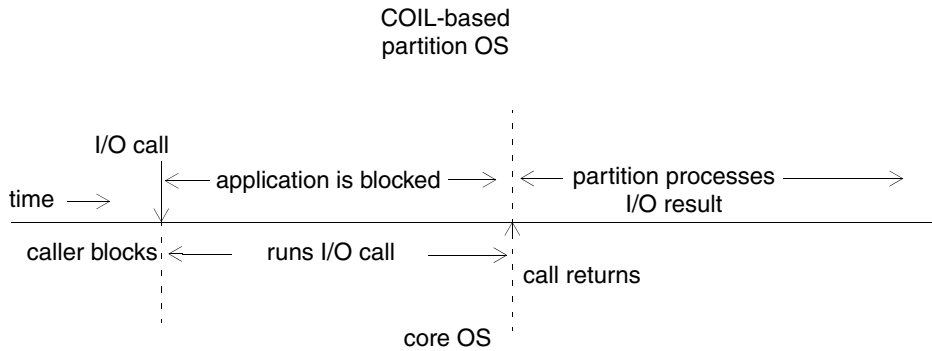 COIL-based
partition OS
I/O call
application is blocked
partition processes
I/O result
time
caller blocks
runs I/O call
call returns
core OS